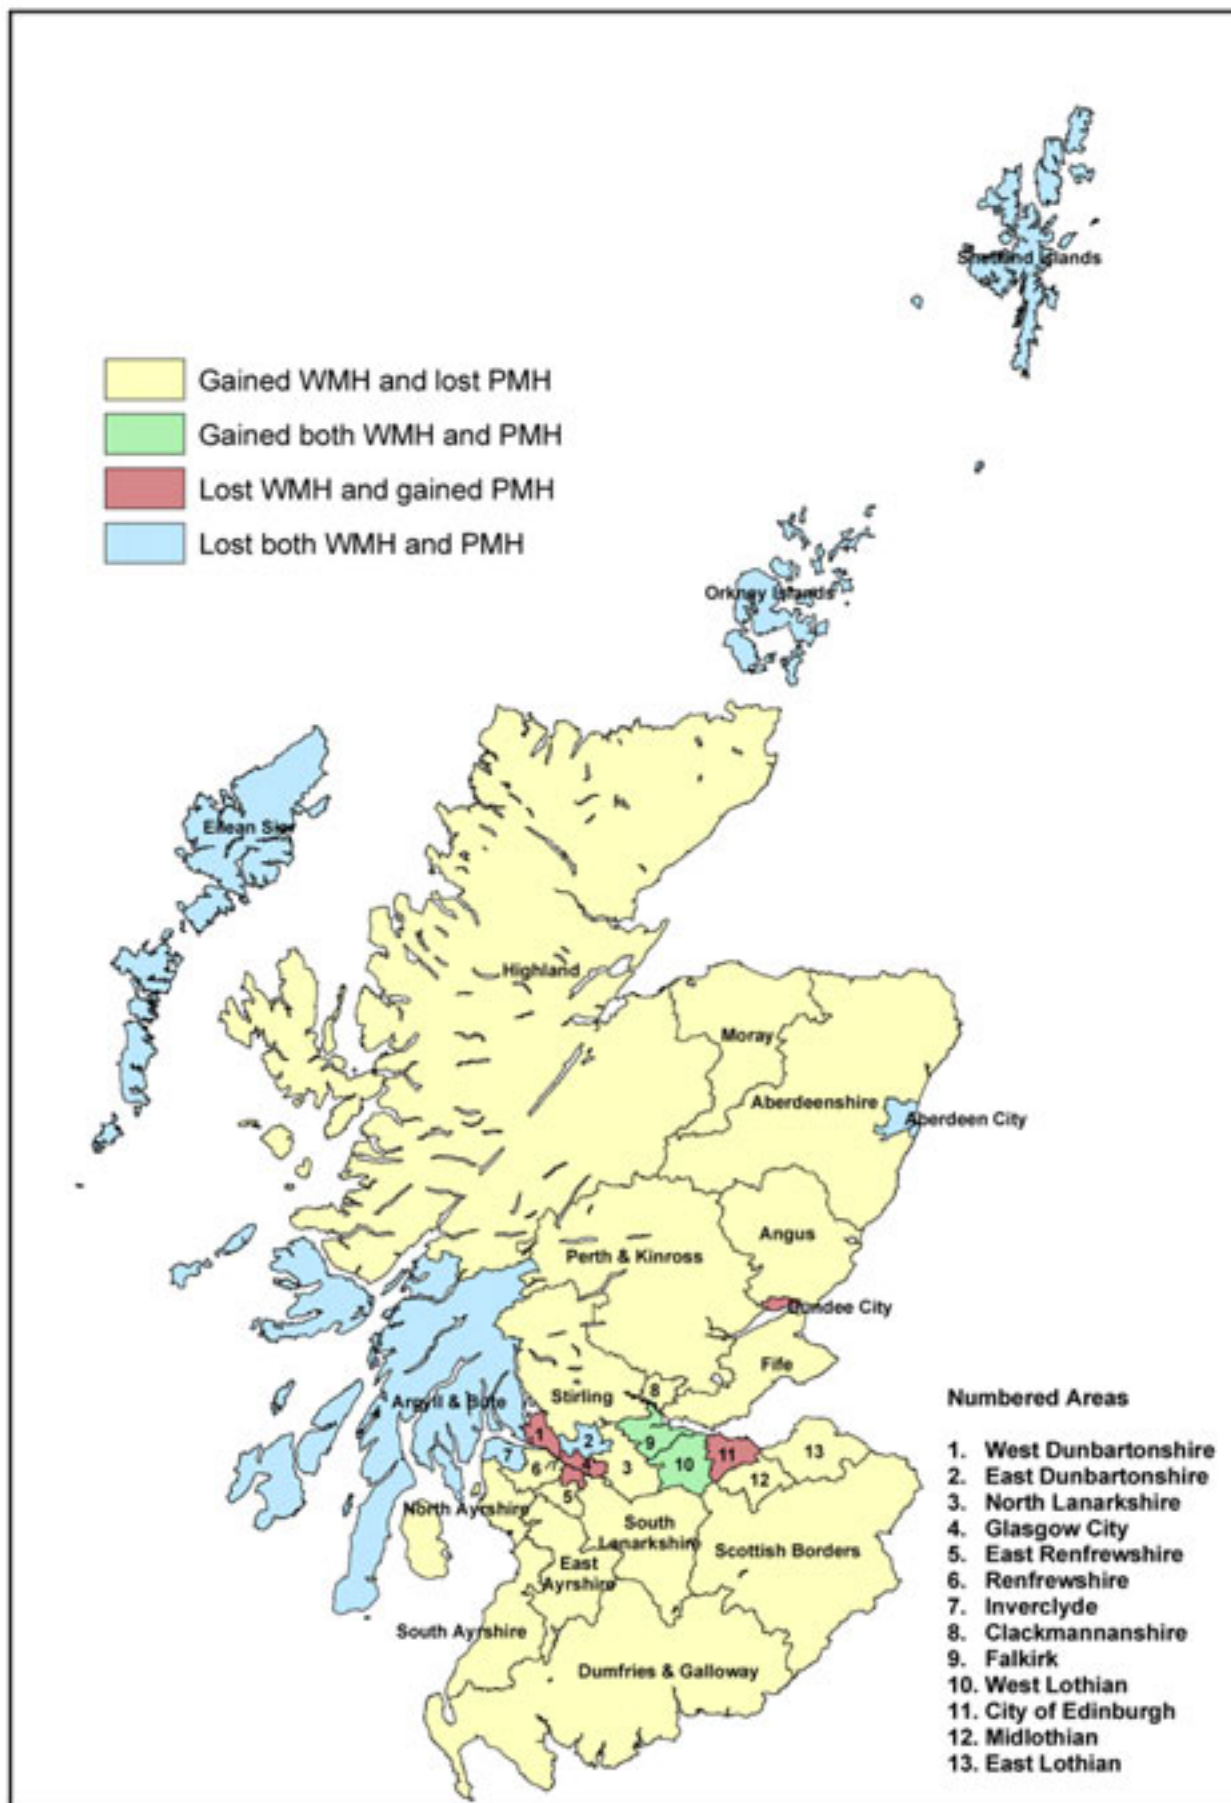 Shetland Islands
Gained WMH and lost PMH
Gained both WMH and PMH
Lost WMH and gained PMH
Lost both WMH and PMH
Orkney Islands
Eilean Siar
Highland
Moray
Aberdeenshire
Aberdeen City
Angus
Perth & Kinross
Dundee City
Fife
8
Stirling
Argyll & Bute
1
2
9
11
13
7
6
4
3
10
12
5
North Ayrshire
South
Lanarkshire
Scottish Borders
East
Ayrshire
South Ayrshire
Dumfries & Galloway
Numbered Areas
1. West Dunbartonshire
2. East Dunbartonshire
3. North Lanarkshire
4. Glasgow City
5. East Renfrewshire
6. Renfrewshire
7. Inverclyde
8. Clackmannanshire
9. Falkirk
10. West Lothian
11. City of Edinburgh
12. Midlothian
13. East Lothian